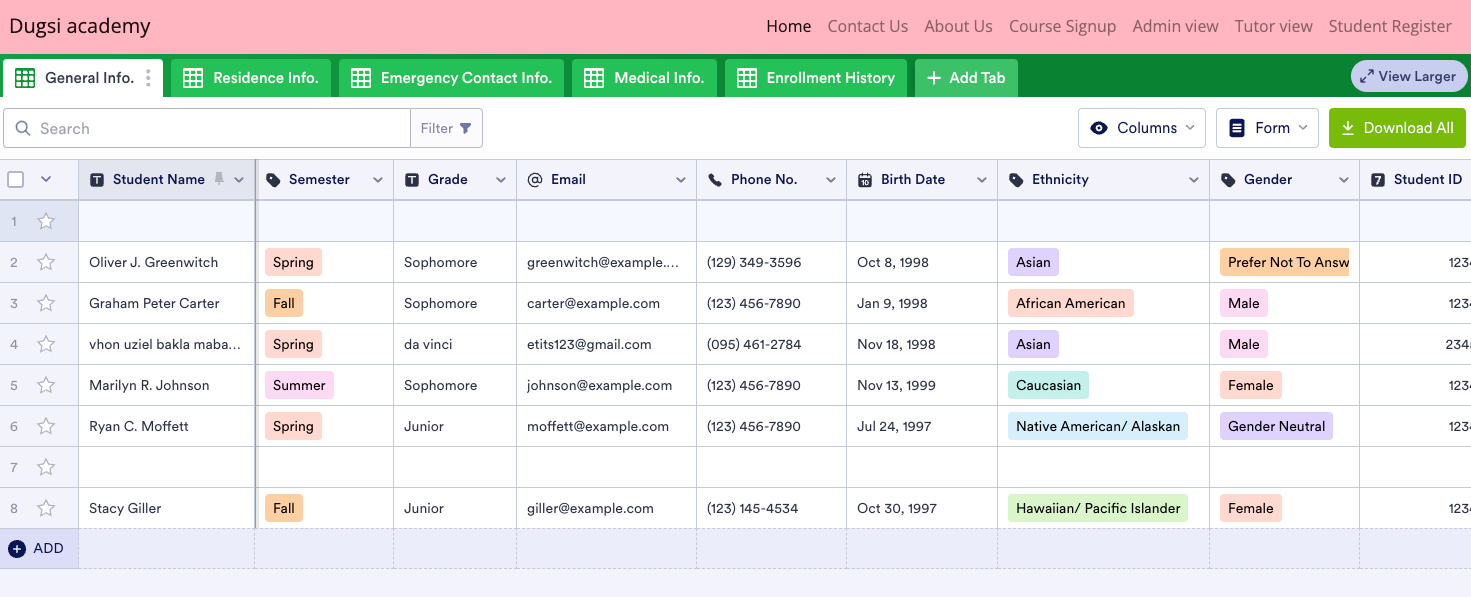 Dugsi academy Home Contact Us About Us Course Signup Admin view Tutor view Student Register
General Info. Residence Info. Emergency Contact Info. Medical Info. Enrollment History + Add Tab View Larger
Search Filter Columns Form Download All
Student Name Semester Grade Email Phone No. Birth Date Ethnicity Gender Student ID
1
2 Oliver J. Greenwitch Spring Sophomore greenwitch@example.... (129) 349-3596 Oct 8, 1998 Asian Prefer Not To Answ 123
3 Graham Peter Carter Fall Sophomore carter@example.com (123) 456-7890 Jan 9, 1998 African American Male 123
4 vhon uziel bakla maba... Spring da vinci etits123@gmail.com (095) 461-2784 Nov 18, 1998 Asian Male 234
5 Marilyn R. Johnson Summer Sophomore johnson@example.com (123) 456-7890 Nov 13, 1999 Caucasian Female 123
6 Ryan C. Moffett Spring Junior moffett@example.com (123) 456-7890 Jul 24, 1997 Native American/ Alaskan Gender Neutral 123
7
8 Stacy Giller Fall Junior giller@example.com (123) 145-4534 Oct 30, 1997 Hawaiian/ Pacific Islander Female 123
ADD